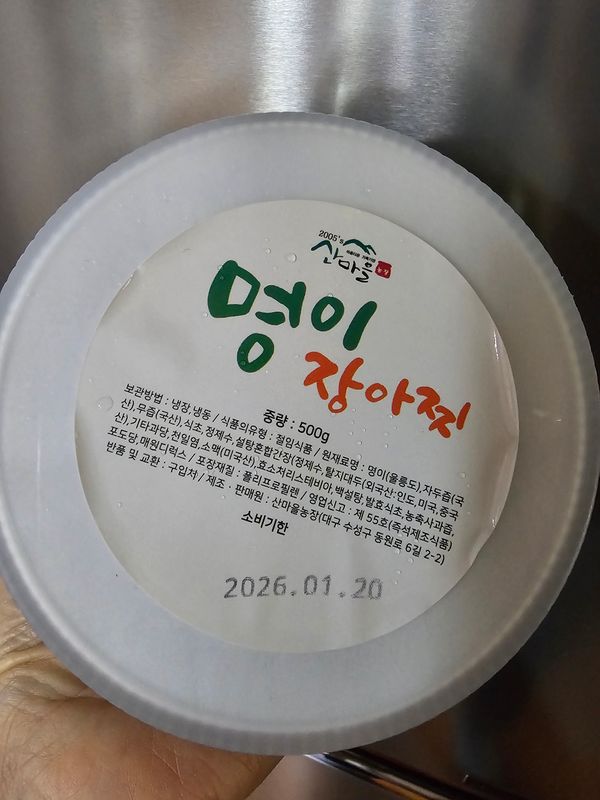 2005's
산마을
농장
명이
장아찌
중량 : 500g
보관방법 : 냉장,냉동 / 식품의유형 : 절임식품 / 원재료명 : 명이(울릉도),자두즙(국
산),무즙(국산),식초,정제수,설탕혼합간장(정제수,탈지대두(외국산:인도,미국,중국
산),기타과당,천일염,소맥(미국산),효소처리스테비아,백설탕,발효식초,농축사과즙,
포도당,매원디럭스 / 포장재질 : 폴리프로필렌 / 영업신고 : 제 55호(즉석제조식품)
반품 및 교환 : 구입처 / 제조 · 판매원 : 산마을농장(대구 수성구 동원로 6길 2-2)
소비기한
2026.01.20